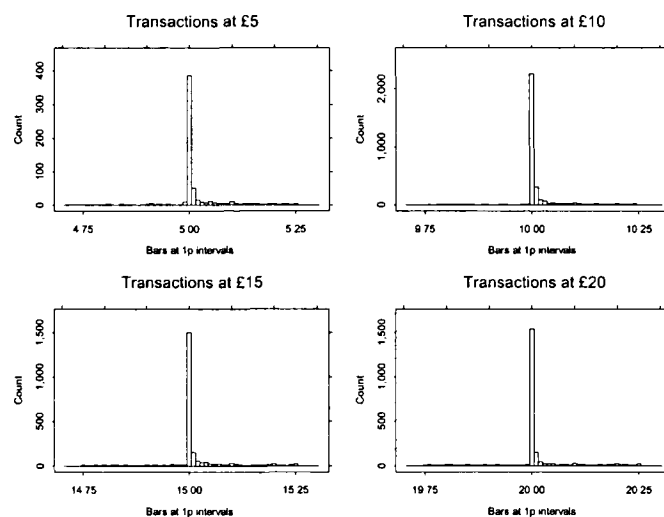 Transactions at £5
Count
400
300
200
100
0
4.75
5.00
5.25
Bars at 1p intervals
Transactions at £10
Count
2,000
1,000
0
9.75
10.00
10.25
Bars at 1p intervals
Transactions at £15
Count
1,500
1,000
500
0
14 75
15.00
15.25
Bars at 1p intervals
Transactions at £20
Count
1,500
1,000
500
0
19 75
20 00
20.25
Bars at 1p intervals